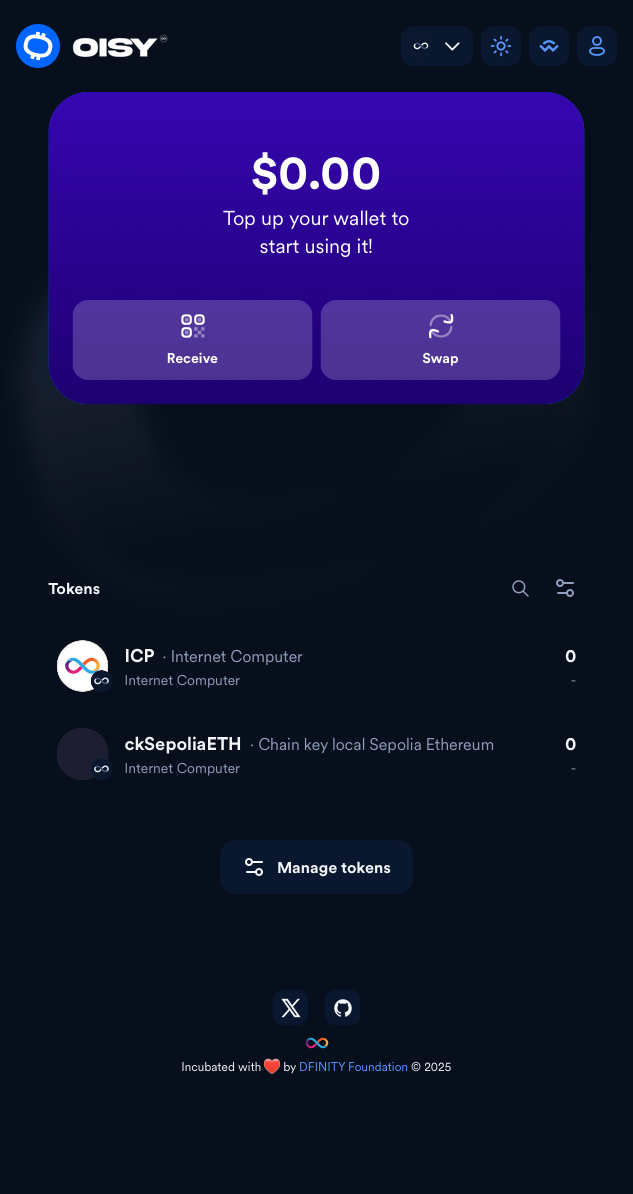 OISY
$0.00
Top up your wallet to
start using it!
Receive
Swap
Tokens
ICP · Internet Computer
0
Internet Computer
-
ckSepoliaETH · Chain key local Sepolia Ethereum
0
Internet Computer
-
Manage tokens
Incubated with ❤️ by DFINITY Foundation © 2025